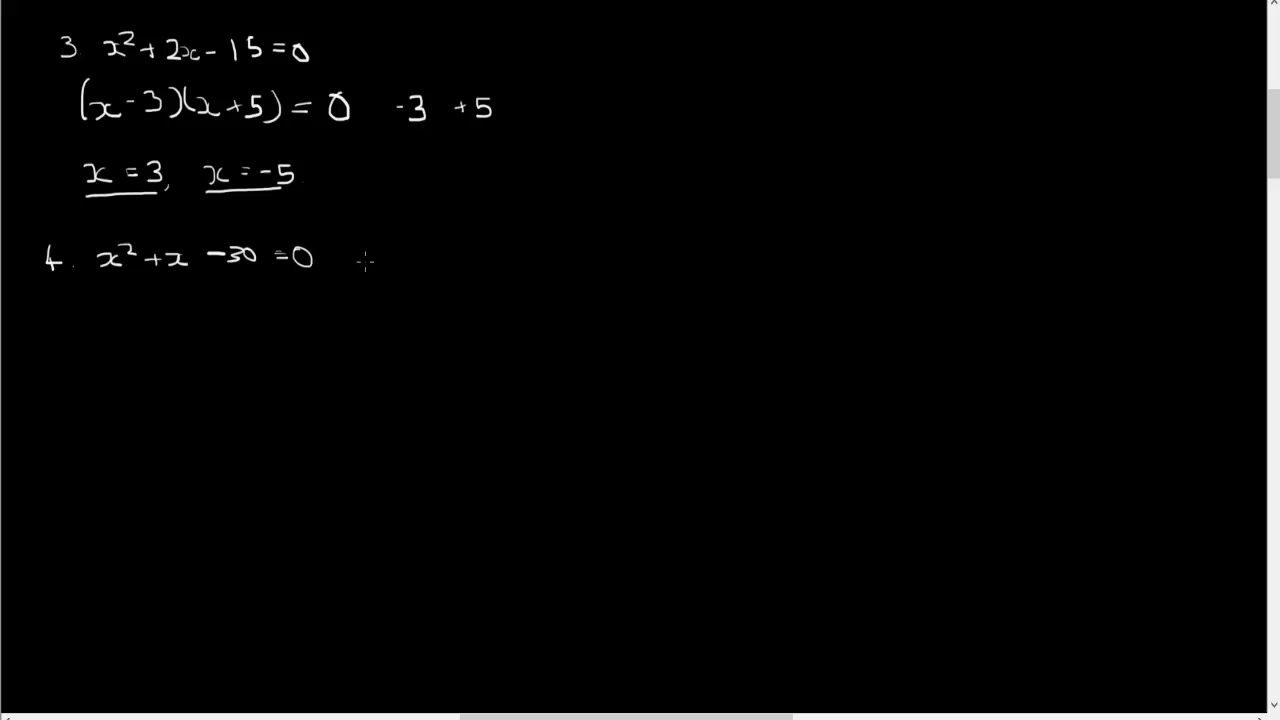 3 x² + 2x - 15 = 0
(x - 3)(x + 5) = 0 -3 +5
x = 3, x = -5
4. x² + x - 30 = 0